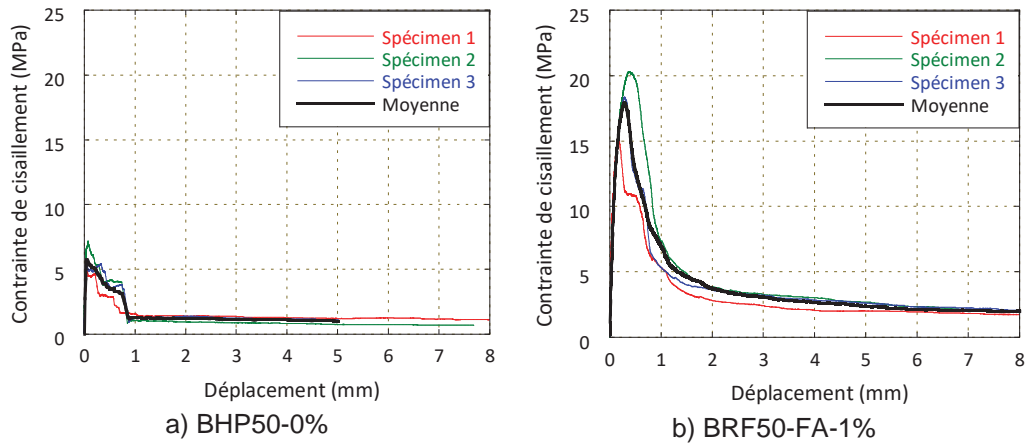 Contrainte de cisaillement (MPa)
25
20
15
10
5
0
0 1 2 3 4 5 6 7 8
Déplacement (mm)
Spécimen 1
Spécimen 2
Spécimen 3
Moyenne
a) BHP50-0%
Contrainte de cisaillement (MPa)
25
20
15
10
5
0
0 1 2 3 4 5 6 7 8
Déplacement (mm)
Spécimen 1
Spécimen 2
Spécimen 3
Moyenne
b) BRF50-FA-1%